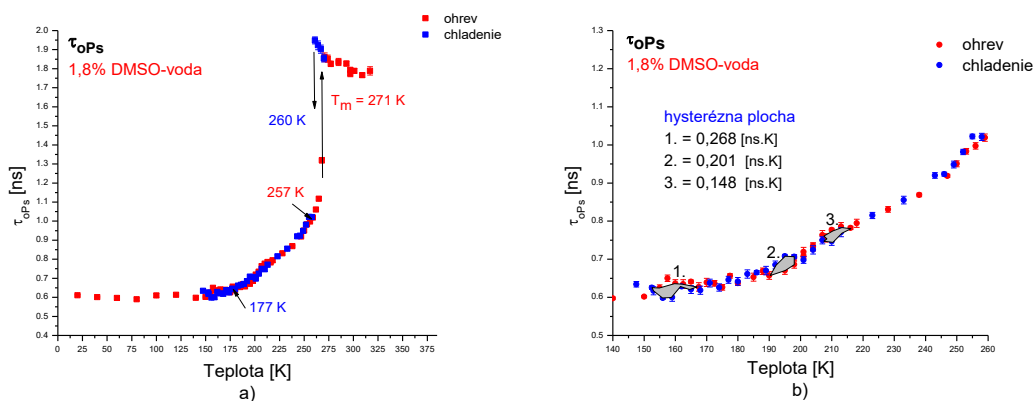 τoPs
1,8% DMSO-voda
ohrev
chladenie
Tm = 271 K
260 K
257 K
177 K
τoPs [ns]
2.0
1.9
1.8
1.7
1.6
1.5
1.4
1.3
1.2
1.1
1.0
0.9
0.8
0.7
0.6
0.5
0.4
0 25 50 75 100 125 150 175 200 225 250 275 300 325 350 375
Teplota [K]
a)
τoPs
1,8% DMSO-voda
ohrev
chladenie
hysterézna plocha
1. = 0,268 [ns.K]
2. = 0,201 [ns.K]
3. = 0,148 [ns.K]
1.
2.
3.
τoPs [ns]
1.3
1.2
1.1
1.0
0.9
0.8
0.7
0.6
0.5
140 150 160 170 180 190 200 210 220 230 240 250 260
Teplota [K]
b)